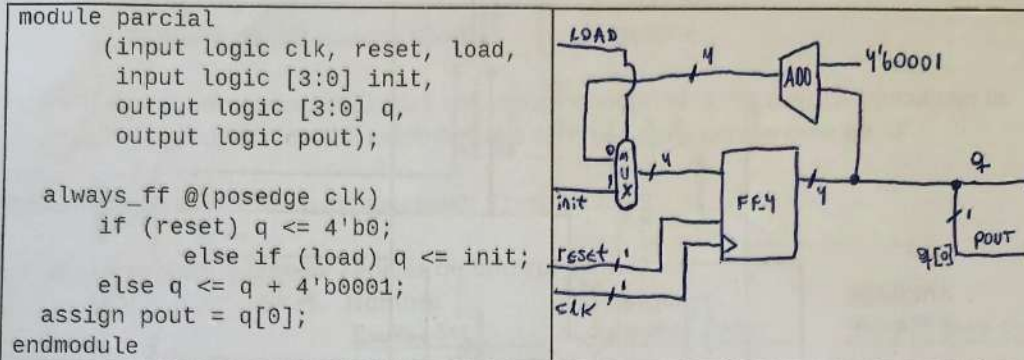 module parcial
(input logic clk, reset, load,
input logic [3:0] init,
output logic [3:0] q,
output logic pout);
always_ff @(posedge clk)
if (reset) q <= 4'b0;
else if (load) q <= init;
else q <= q + 4'b0001;
assign pout = q[0];
endmodule
LOAD
4
ADD
4'b0001
0
MUX
4
1
init
FF_4
4
q
reset
1
clk
1
1
q[0]
POUT